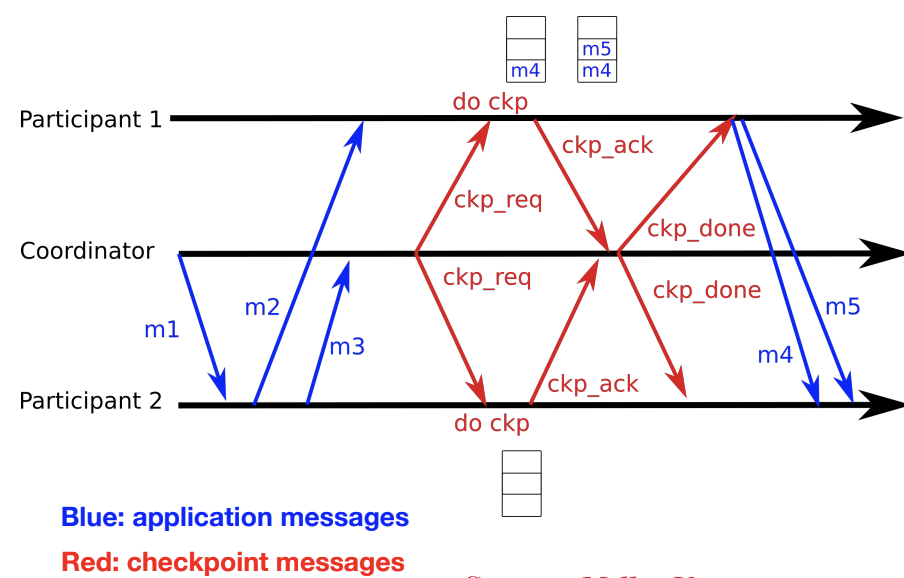 m5
m4
m4
do ckp
Participant 1
ckp_ack
ckp_req
ckp_done
Coordinator
ckp_req
ckp_done
m2
m1
m3
m5
m4
ckp_ack
Participant 2
do ckp
Blue: application messages
Red: checkpoint messages